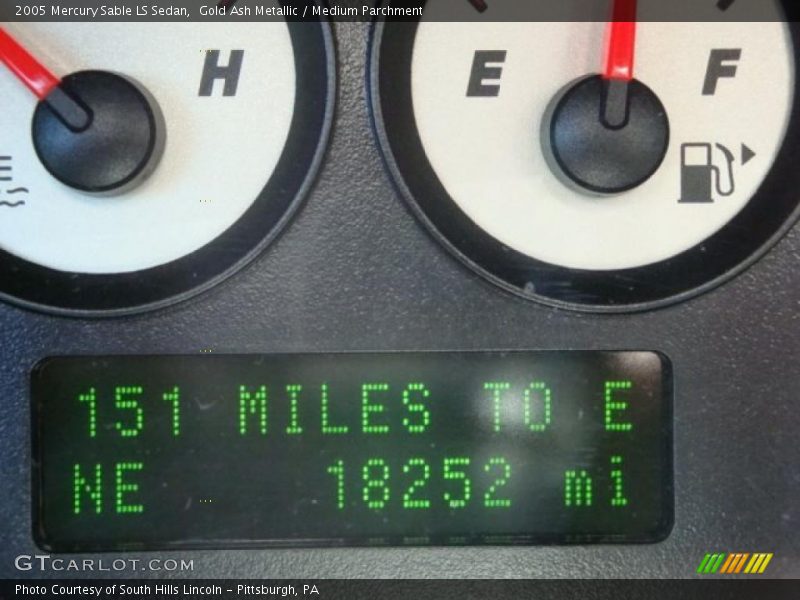 2005 Mercury Sable LS Sedan,  Gold Ash Metallic / Medium Parchment
H
E
F
151 MILES TO E
NE 18252 mi
GTCARLOT.COM
Photo Courtesy of South Hills Lincoln - Pittsburgh, PA